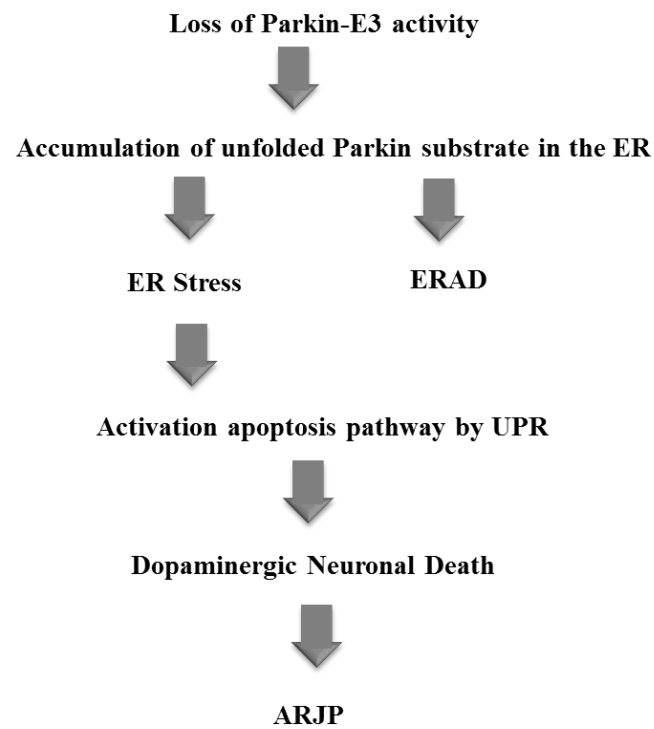 Loss of Parkin-E3 activity
Accumulation of unfolded Parkin substrate in the ER
ER Stress
ERAD
Activation apoptosis pathway by UPR
Dopaminergic Neuronal Death
ARJP